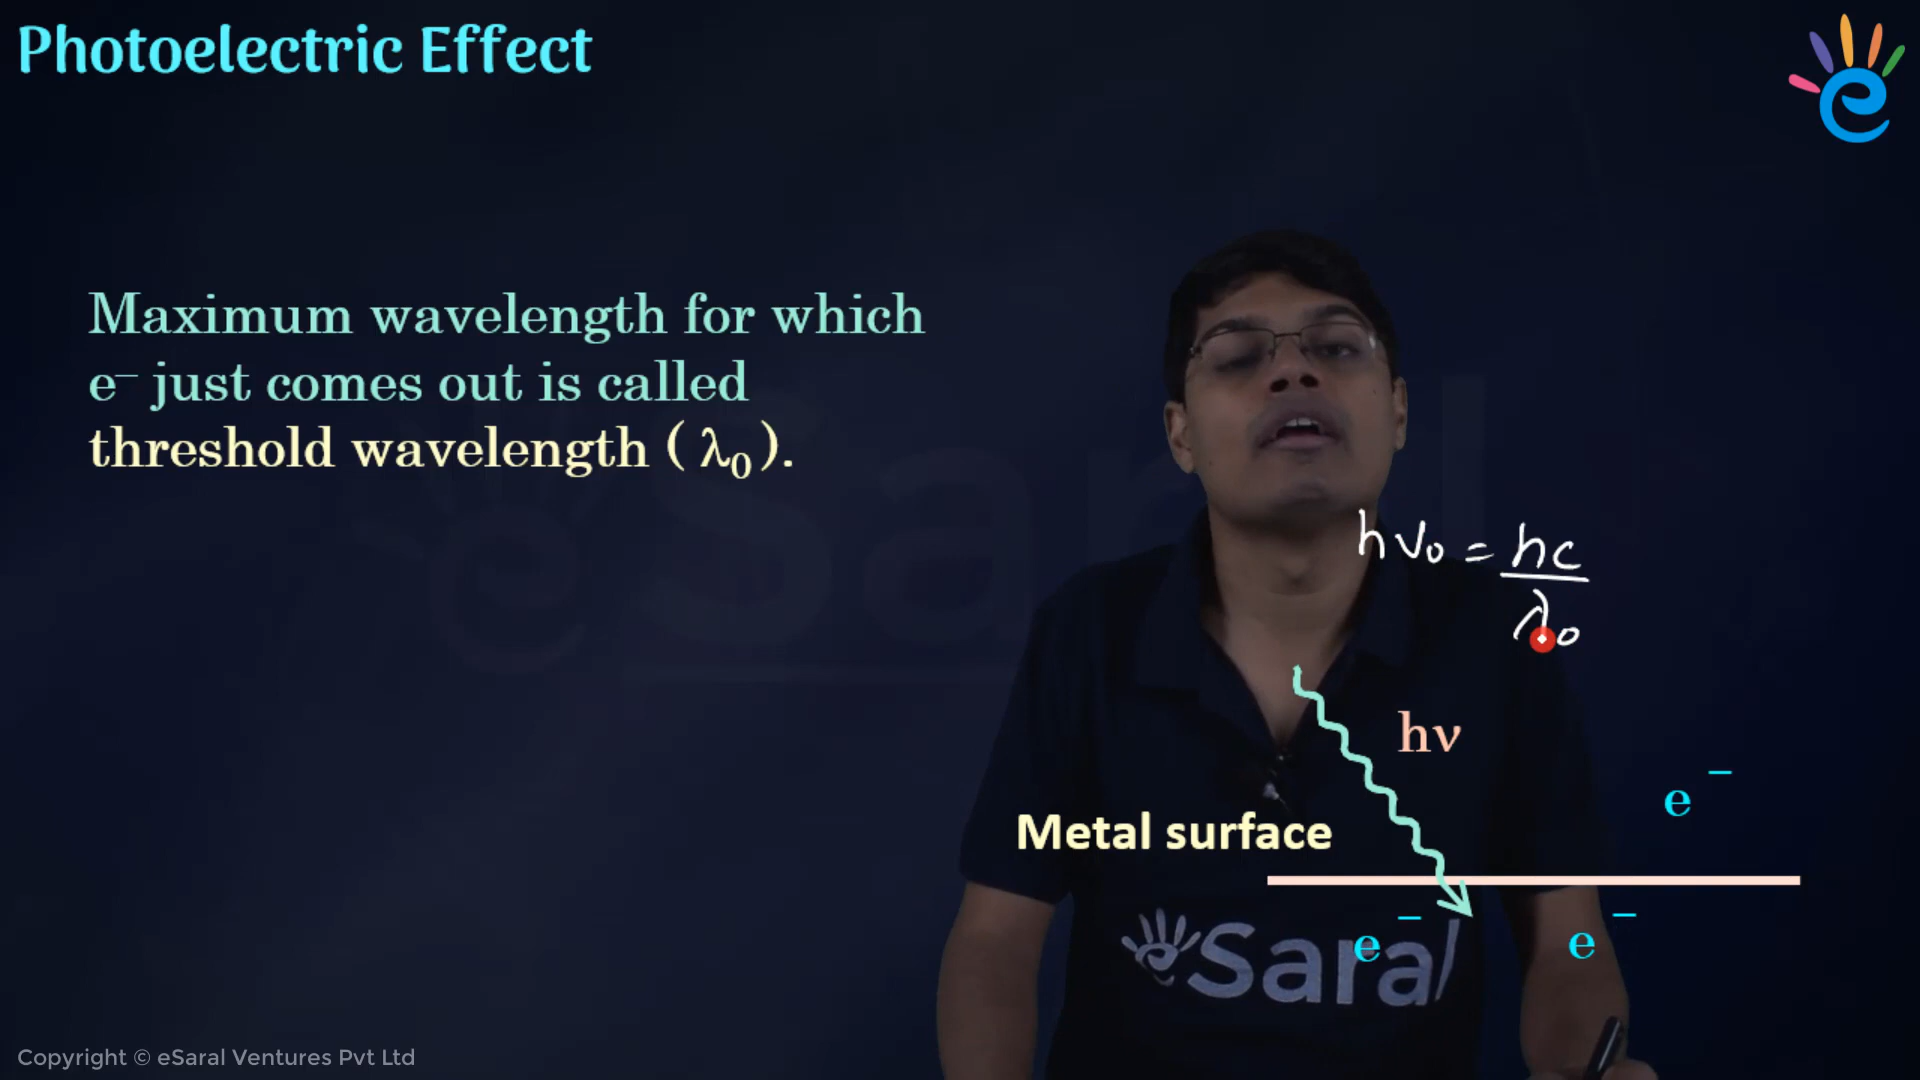 Photoelectric Effect
Maximum wavelength for which
e⁻ just comes out is called
threshold wavelength ( λ₀ ).
hν₀ = hc
λ₀
hν
e⁻
Metal surface
e⁻ e⁻
eSaral
Copyright © eSaral Ventures Pvt Ltd